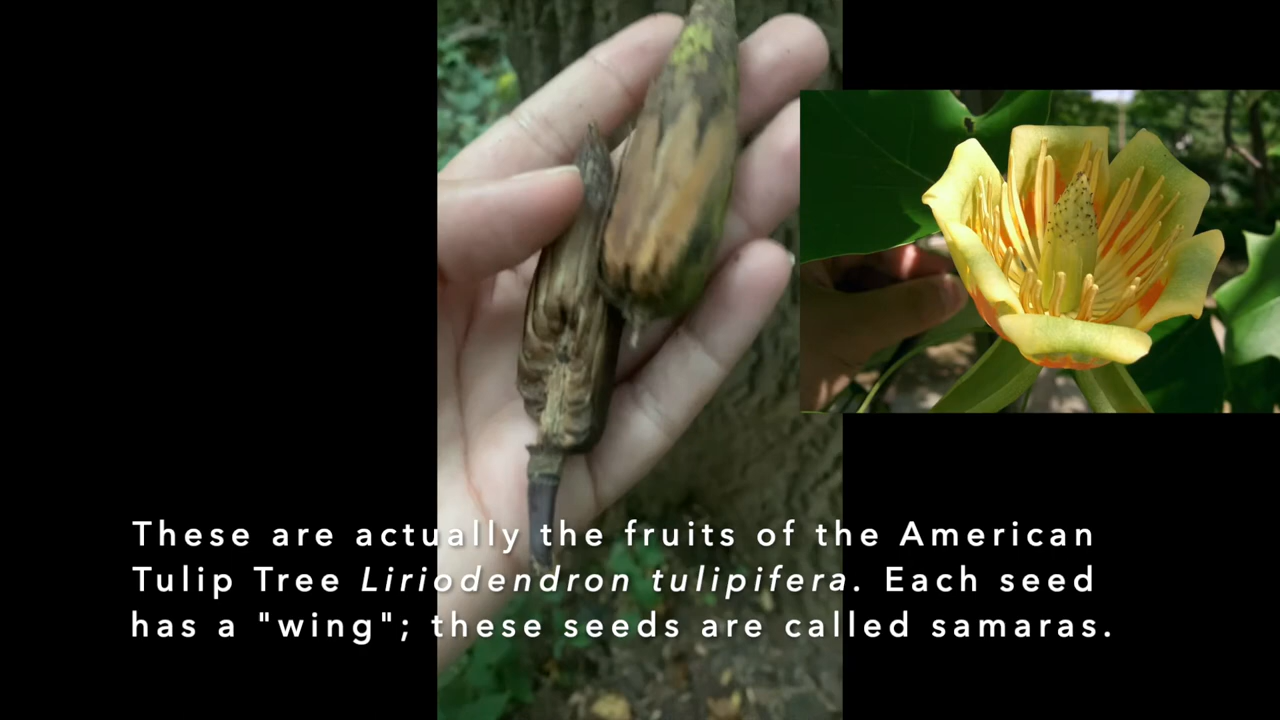 These are actually the fruits of the American
Tulip Tree Liriodendron tulipifera. Each seed
has a "wing"; these seeds are called samaras.